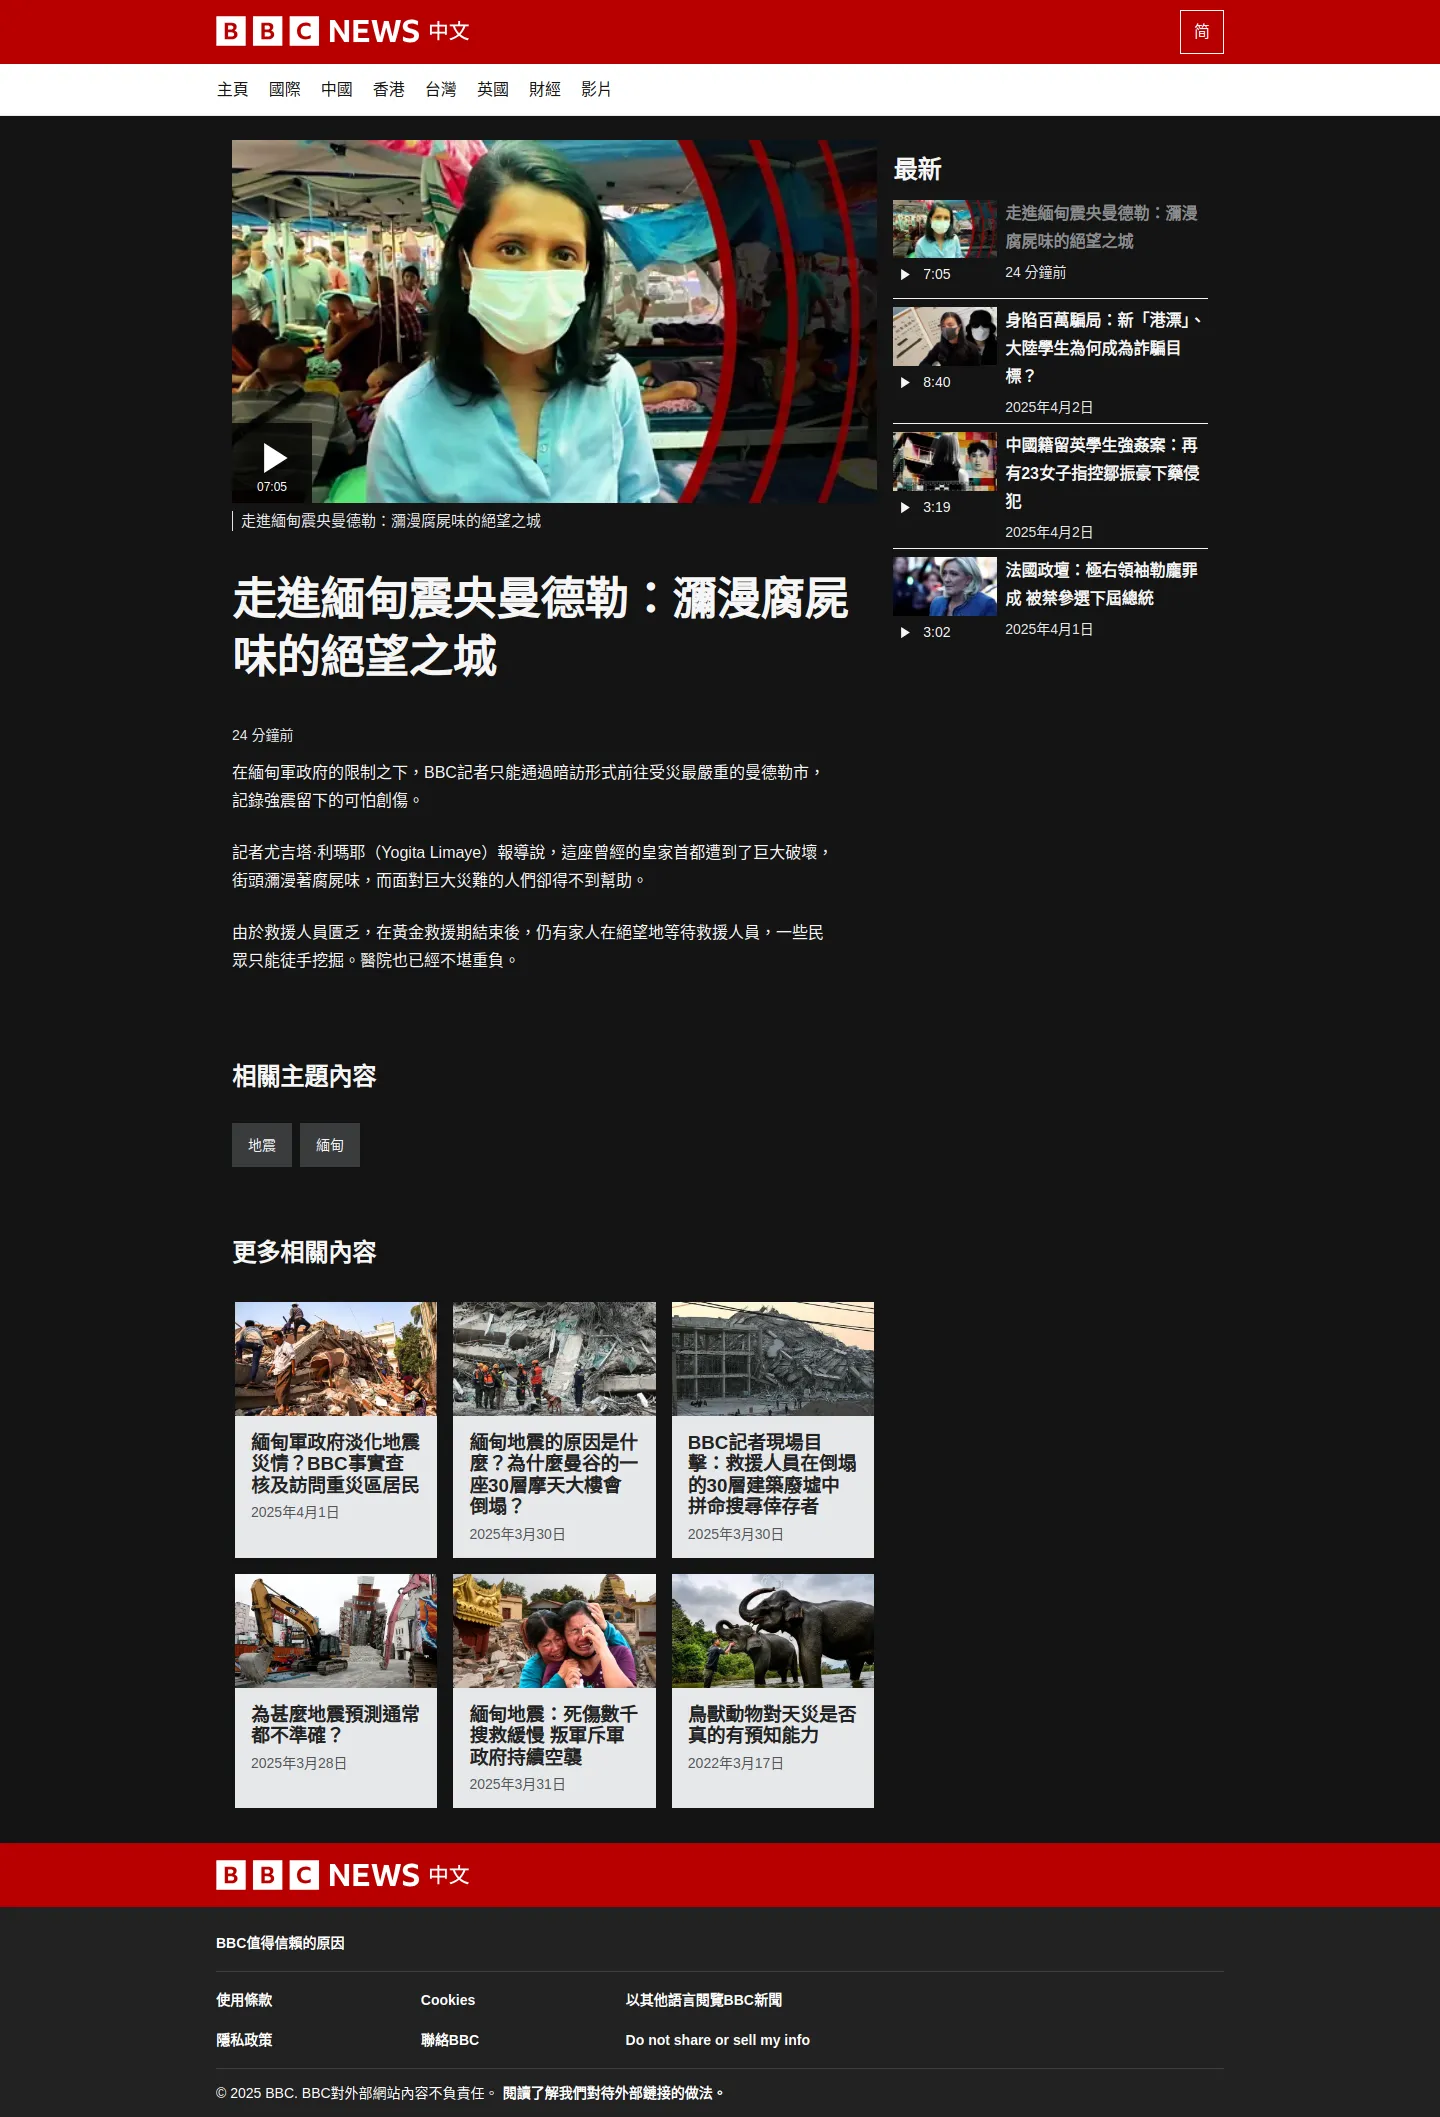 BBC NEWS 中文
简
主頁 國際 中國 香港 台灣 英國 財經 影片
07:05
走進緬甸震央曼德勒：瀰漫腐屍味的絕望之城
走進緬甸震央曼德勒：瀰漫腐屍
味的絕望之城
24 分鐘前
在緬甸軍政府的限制之下，BBC記者只能通過暗訪形式前往受災最嚴重的曼德勒市，
記錄強震留下的可怕創傷。
記者尤吉塔·利瑪耶（Yogita Limaye）報導說，這座曾經的皇家首都遭到了巨大破壞，
街頭瀰漫著腐屍味，而面對巨大災難的人們卻得不到幫助。
由於救援人員匱乏，在黃金救援期結束後，仍有家人在絕望地等待救援人員，一些民
眾只能徒手挖掘。醫院也已經不堪重負。
最新
走進緬甸震央曼德勒：瀰漫
腐屍味的絕望之城
7:05
24 分鐘前
身陷百萬騙局：新「港漂」、
大陸學生為何成為詐騙目
標？
8:40
2025年4月2日
中國籍留英學生強姦案：再
有23女子指控鄒振豪下藥侵
犯
3:19
2025年4月2日
法國政壇：極右領袖勒龐罪
成 被禁參選下屆總統
3:02
2025年4月1日
相關主題內容
地震 緬甸
更多相關內容
緬甸軍政府淡化地震
災情？BBC事實查
核及訪問重災區居民
2025年4月1日
緬甸地震的原因是什
麼？為什麼曼谷的一
座30層摩天大樓會
倒塌？
2025年3月30日
BBC記者現場目
擊：救援人員在倒塌
的30層建築廢墟中
拼命搜尋倖存者
2025年3月30日
為甚麼地震預測通常
都不準確？
2025年3月28日
緬甸地震：死傷數千
搜救緩慢 叛軍斥軍
政府持續空襲
2025年3月31日
鳥獸動物對天災是否
真的有預知能力
2022年3月17日
BBC NEWS 中文
BBC值得信賴的原因
使用條款 Cookies 以其他語言閱覽BBC新聞
隱私政策 聯絡BBC Do not share or sell my info
© 2025 BBC. BBC對外部網站內容不負責任。 閱讀了解我們對待外部鏈接的做法。